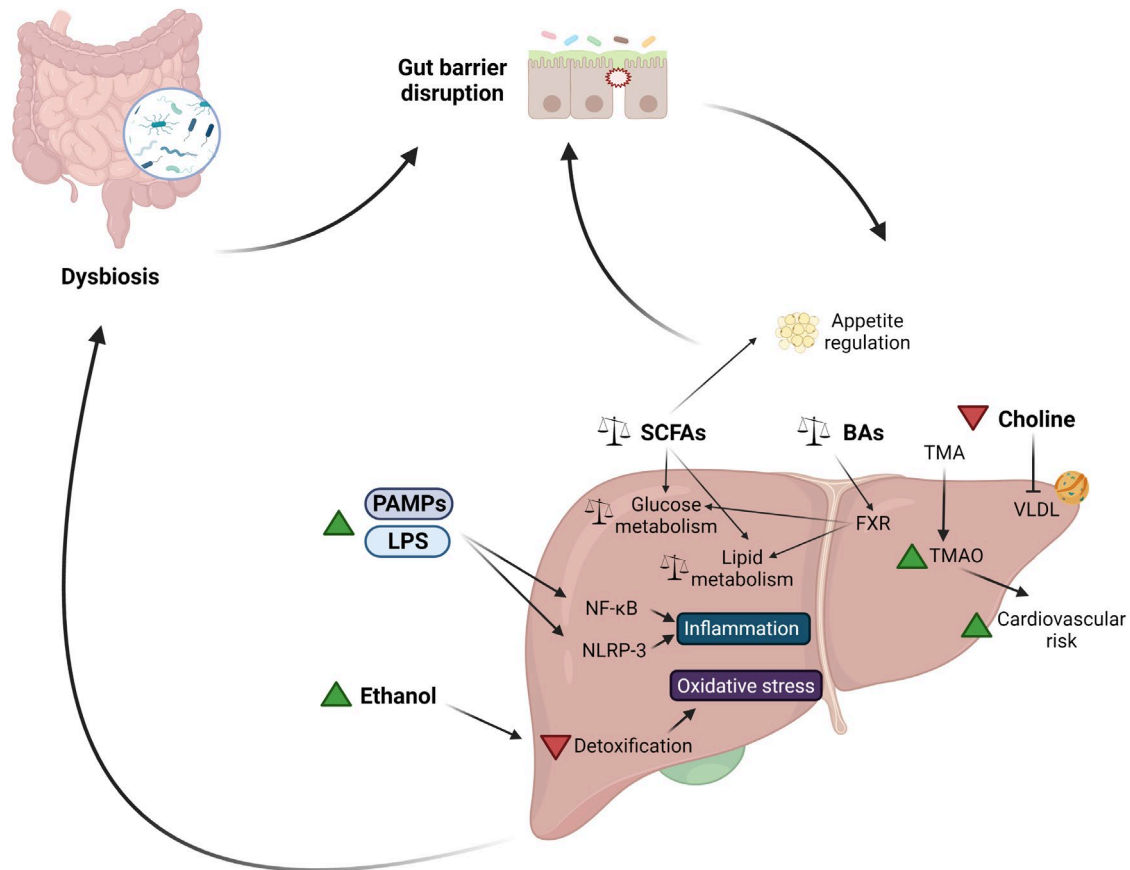 Gut barrier
disruption
Dysbiosis
Appetite
regulation
SCFAs
BAs
Choline
TMA
PAMPs
LPS
Glucose
metabolism
FXR
VLDL
Lipid
metabolism
TMAO
NF-κB
Inflammation
NLRP-3
Cardiovascular
risk
Oxidative stress
Ethanol
Detoxification